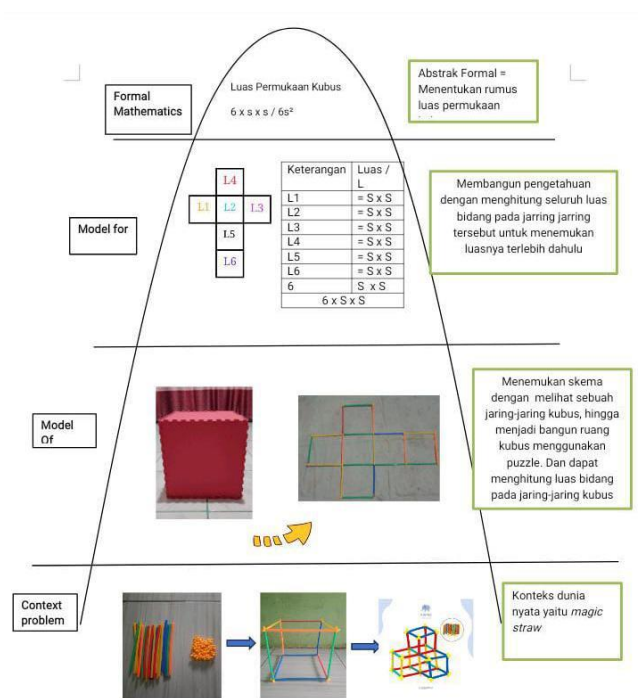 Formal
Mathematics
Luas Permukaan Kubus
6 x s x s / 6s²
Abstrak Formal =
Menentukan rumus
luas permukaan
Model for
L4
L1 L2 L3
L5
L6
Keterangan Luas /
L
L1 = S x S
L2 = S x S
L3 = S x S
L4 = S x S
L5 = S x S
L6 = S x S
6 S x S
6 x S x S
Membangun pengetahuan
dengan menghitung seluruh luas
bidang pada jarring jarring
tersebut untuk menemukan
luasnya terlebih dahulu
Model
Of
Menemukan skema
dengan melihat sebuah
jaring-jaring kubus, hingga
menjadi bangun ruang
kubus menggunakan
puzzle. Dan dapat
menghitung luas bidang
pada jaring-jaring kubus
Context
problem
Konteks dunia
nyata yaitu magic
straw